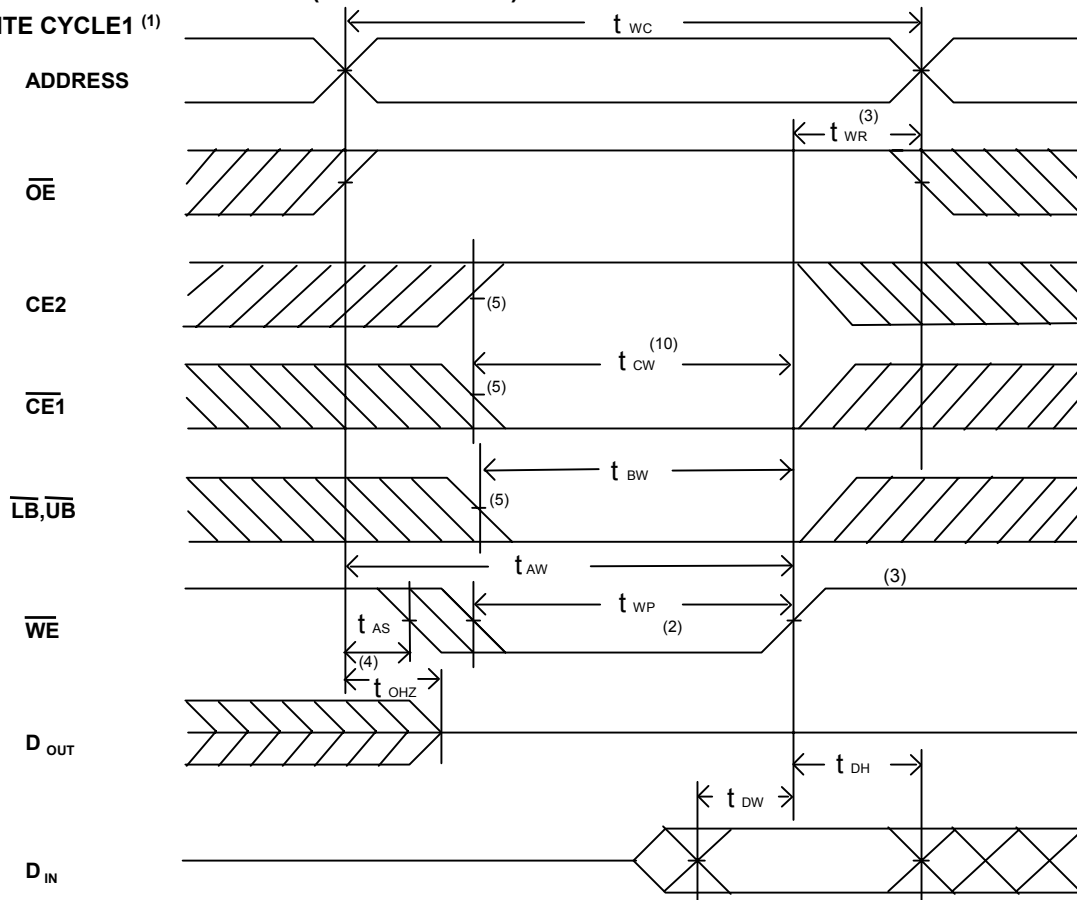 ITE CYCLE1 (1)
t WC
ADDRESS
t WR (3)
OE
CE2
(5)
t CW (10)
CE1
(5)
t BW
LB,UB
(5)
t AW
(3)
t WP
(2)
WE
t AS
(4)
t OHZ
D OUT
t DH
t DW
D IN